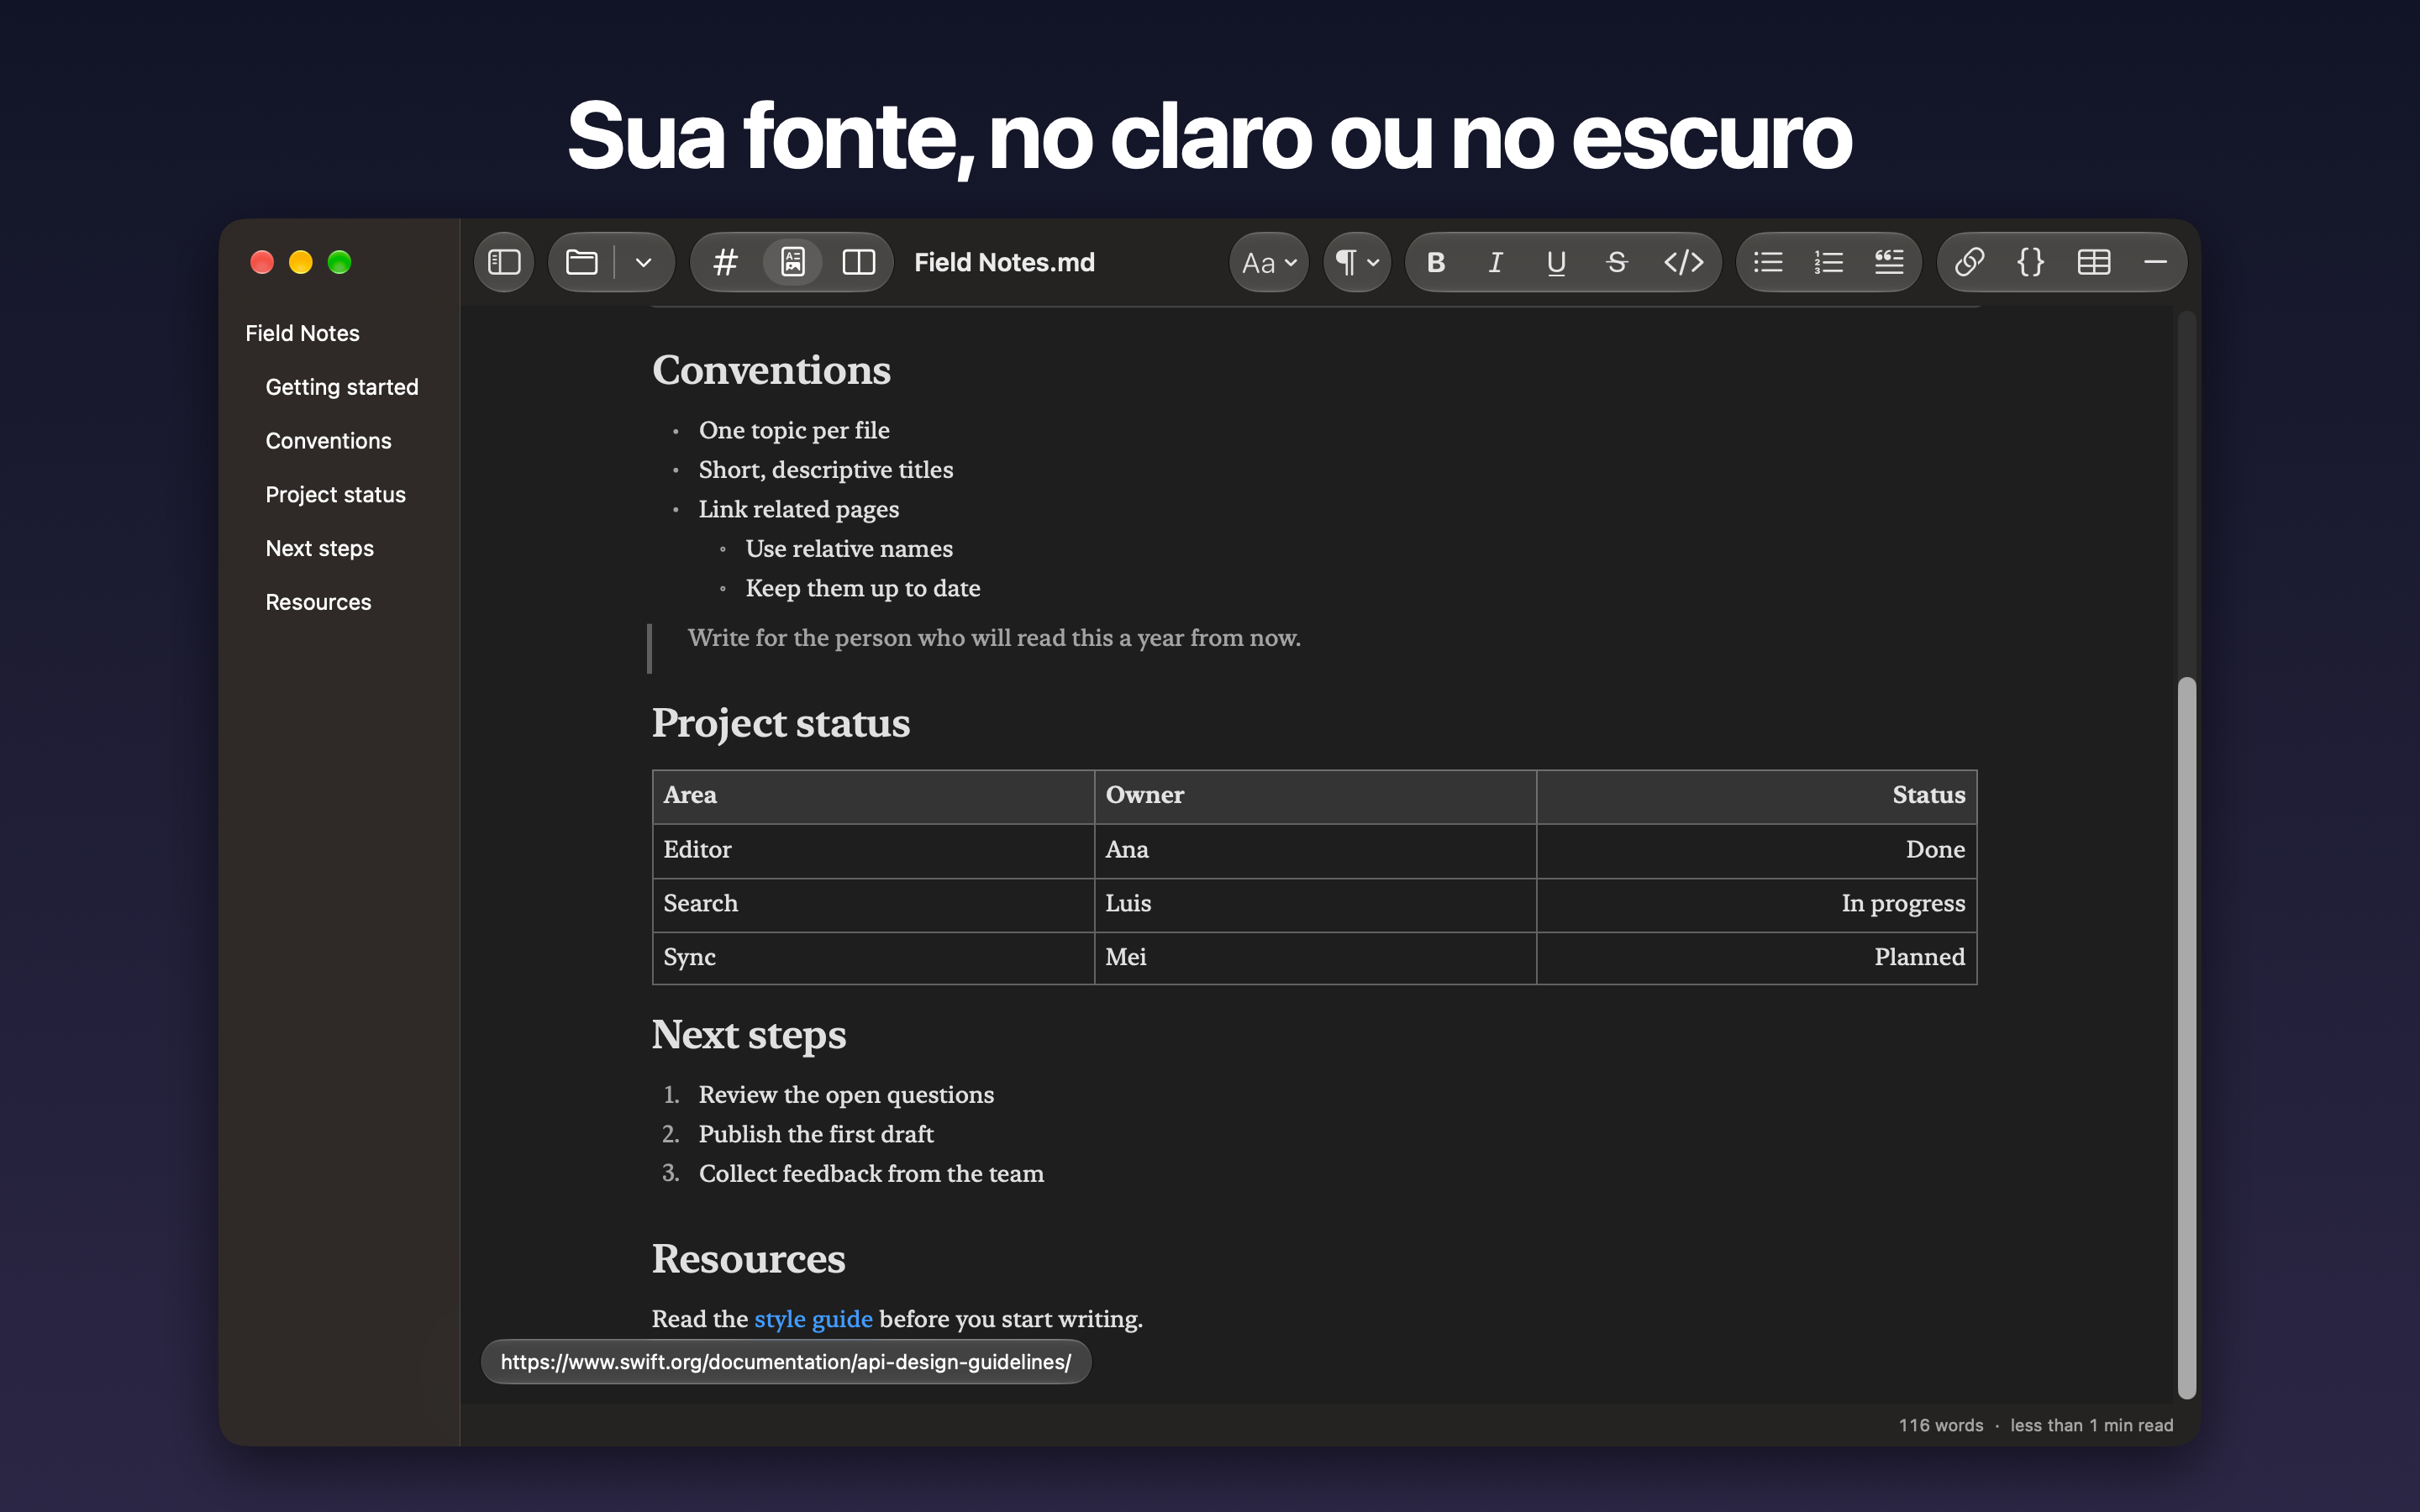 Sua fonte, no claro ou no escuro
Field Notes.md
Aa
B I U S </>
{}
Field Notes
Getting started
Conventions
Project status
Next steps
Resources
Conventions
• One topic per file
• Short, descriptive titles
• Link related pages
◦ Use relative names
◦ Keep them up to date
Write for the person who will read this a year from now.
Project status
Area Owner Status
Editor Ana Done
Search Luis In progress
Sync Mei Planned
Next steps
1. Review the open questions
2. Publish the first draft
3. Collect feedback from the team
Resources
Read the style guide before you start writing.
https://www.swift.org/documentation/api-design-guidelines/
116 words · less than 1 min read